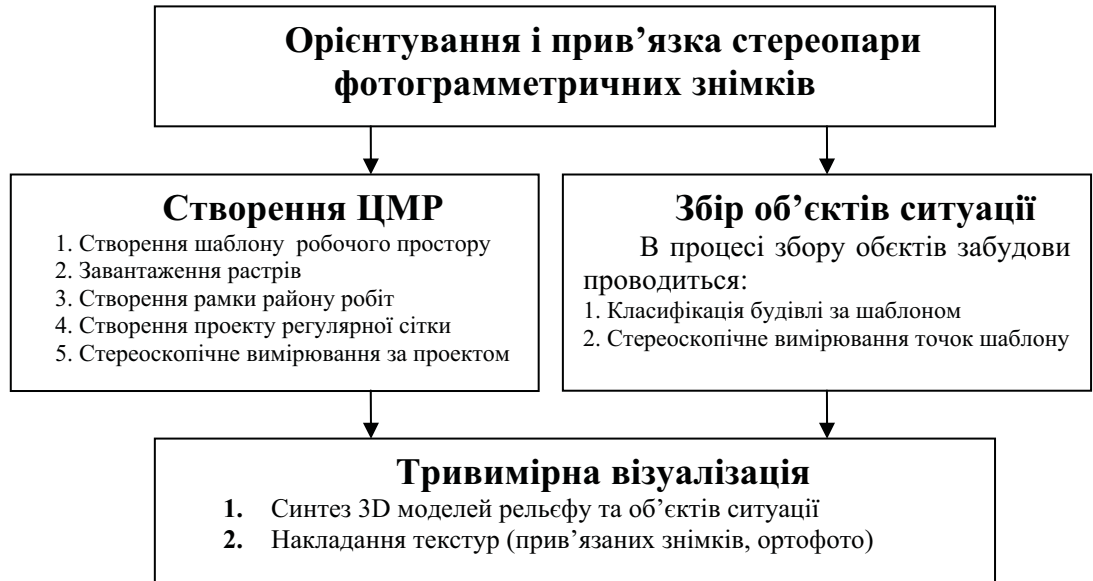 Орієнтування і прив’язка стереопари
фотограмметричних знімків
Створення ЦМР
1. Створення шаблону робочого простору
2. Завантаження растрів
3. Створення рамки району робіт
4. Створення проекту регулярної сітки
5. Стереоскопічне вимірювання за проектом
Збір об’єктів ситуації
В процесі збору обєктів забудови
проводиться:
1. Класифікація будівлі за шаблоном
2. Стереоскопічне вимірювання точок шаблону
Тривимірна візуалізація
1. Синтез 3D моделей рельєфу та об’єктів ситуації
2. Накладання текстур (прив’язаних знімків, ортофото)